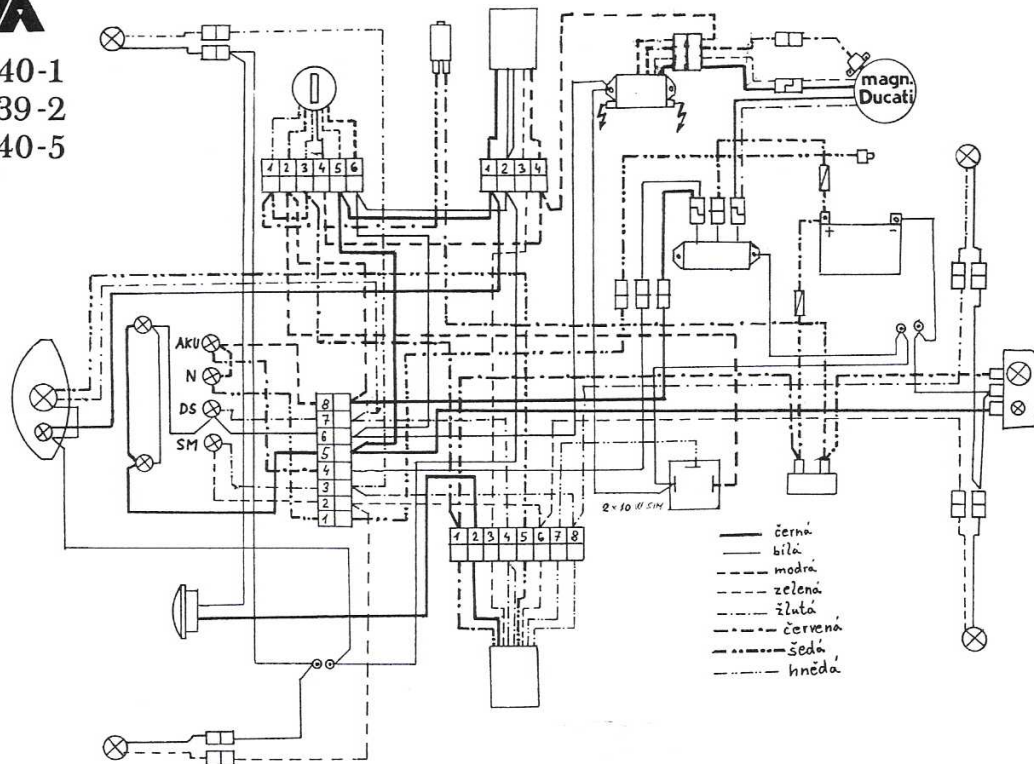 40-1
39-2
40-5
magn.
Ducati
1 2 3 4 5 6
1 2 3 4
+ -
AKU
N
DS
SM
8
7
6
5
4
3
2
1
2×10 W SIM
1 2 3 4 5 6 7 8
černá
bílá
modrá
zelená
žlutá
červená
šedá
hnědá